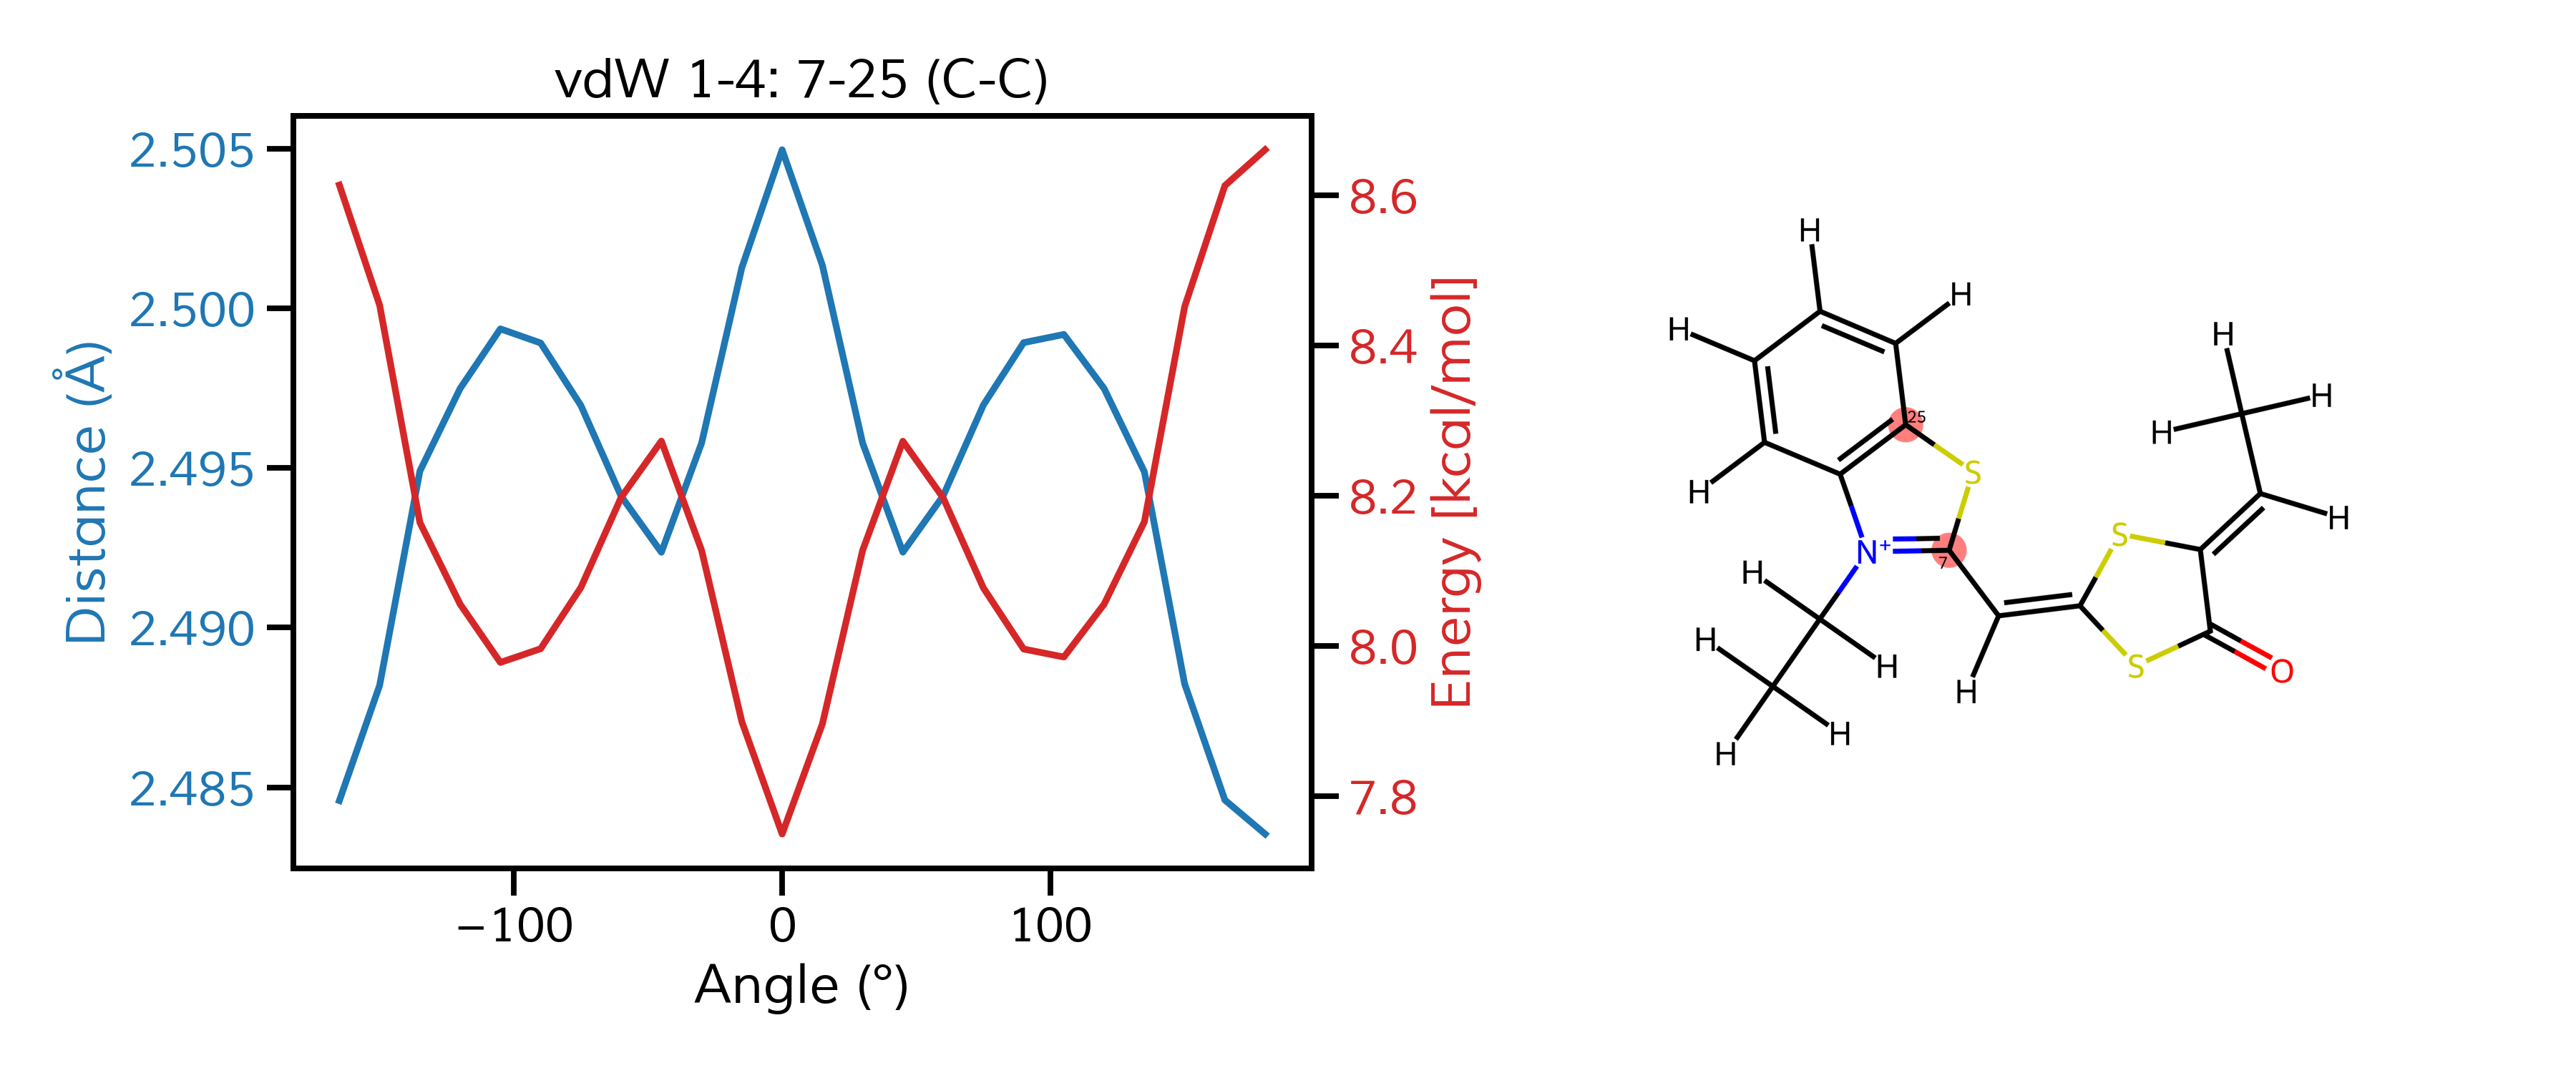 vdW 1-4: 7-25 (C-C)
2.505
2.500
2.495
2.490
2.485
Distance (Å)
8.6
8.4
8.2
8.0
7.8
Energy [kcal/mol]
−100
0
100
Angle (°)
H
H
H
H
H
H
25
H
S
H
H
S
N+
7
H
H
S
H
H
O
H
H